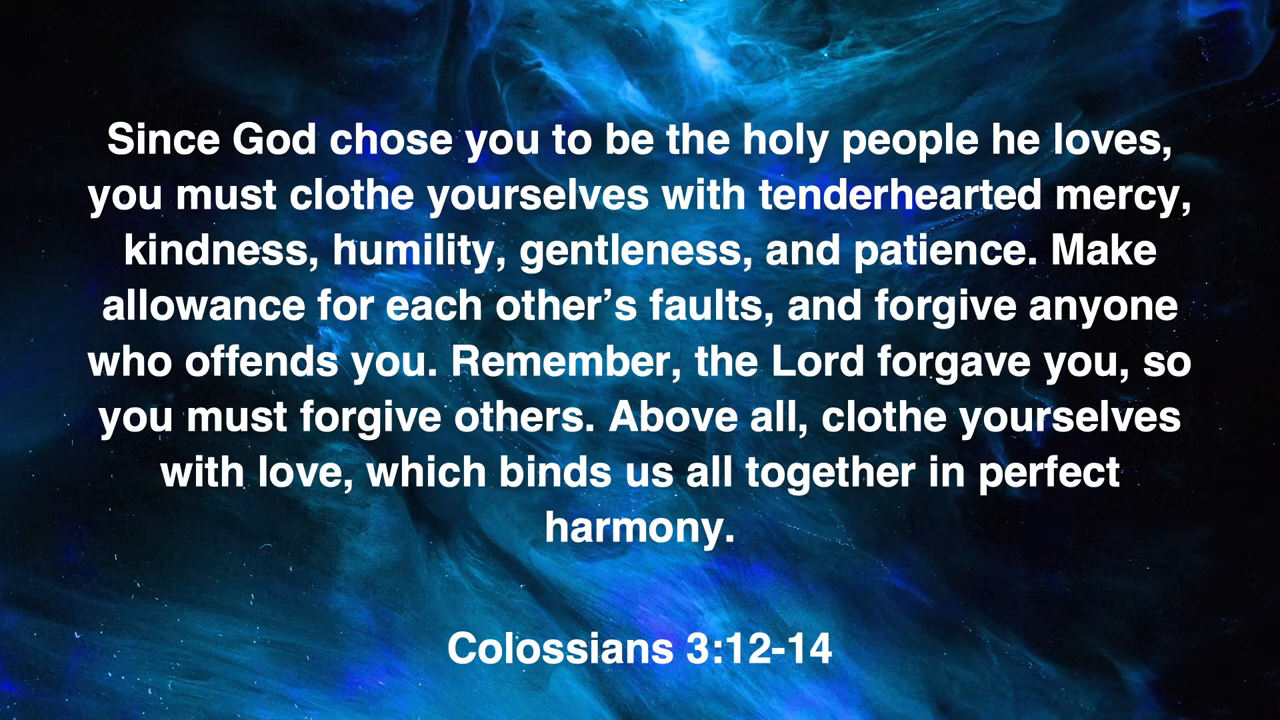 Since God chose you to be the holy people he loves,
you must clothe yourselves with tenderhearted mercy,
kindness, humility, gentleness, and patience. Make
allowance for each other’s faults, and forgive anyone
who offends you. Remember, the Lord forgave you, so
you must forgive others. Above all, clothe yourselves
with love, which binds us all together in perfect
harmony.
Colossians 3:12-14